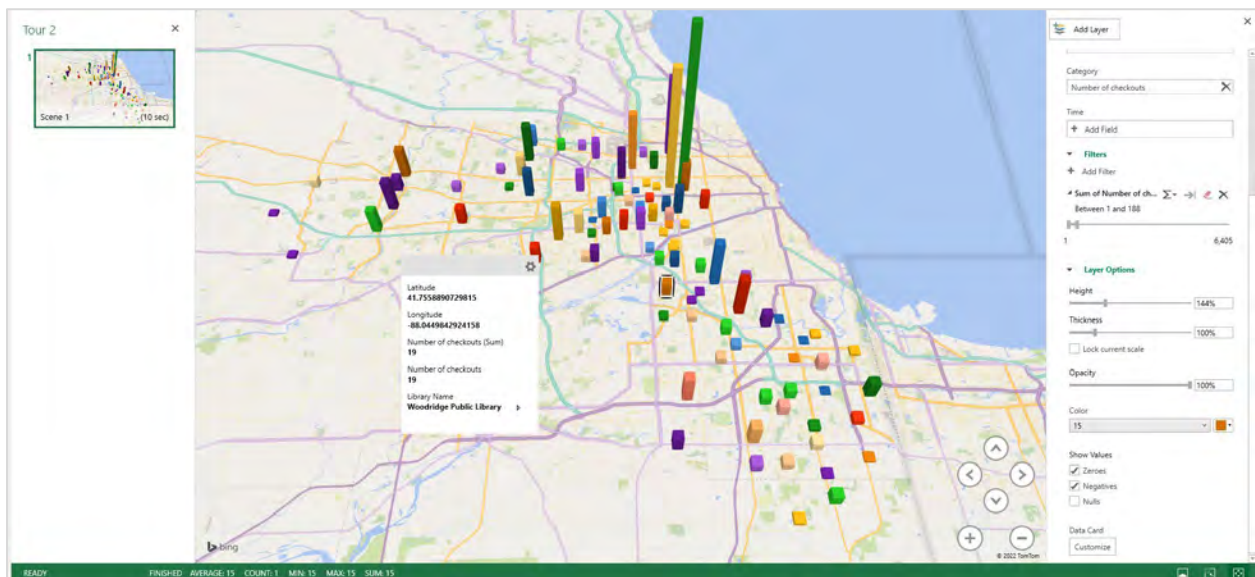 Tour 2
1
Scene 1 (10 sec)
Latitude
41.7558890729815
Longitude
-88.0449842924158
Number of checkouts (Sum)
19
Number of checkouts
19
Library Name
Woodridge Public Library
bing
© 2022 TomTom
Add Layer
Category
Number of checkouts
Time
Add Field
Filters
Add Filter
Sum of Number of ch...
Between 1 and 188
1 6,405
Layer Options
Height
144%
Thickness
100%
Lock current scale
Opacity
100%
Color
15
Show Values
Zeroes
Negatives
Nulls
Data Card
Customize
READY FINISHED AVERAGE: 15 COUNT: 1 MIN: 15 MAX: 15 SUM: 15